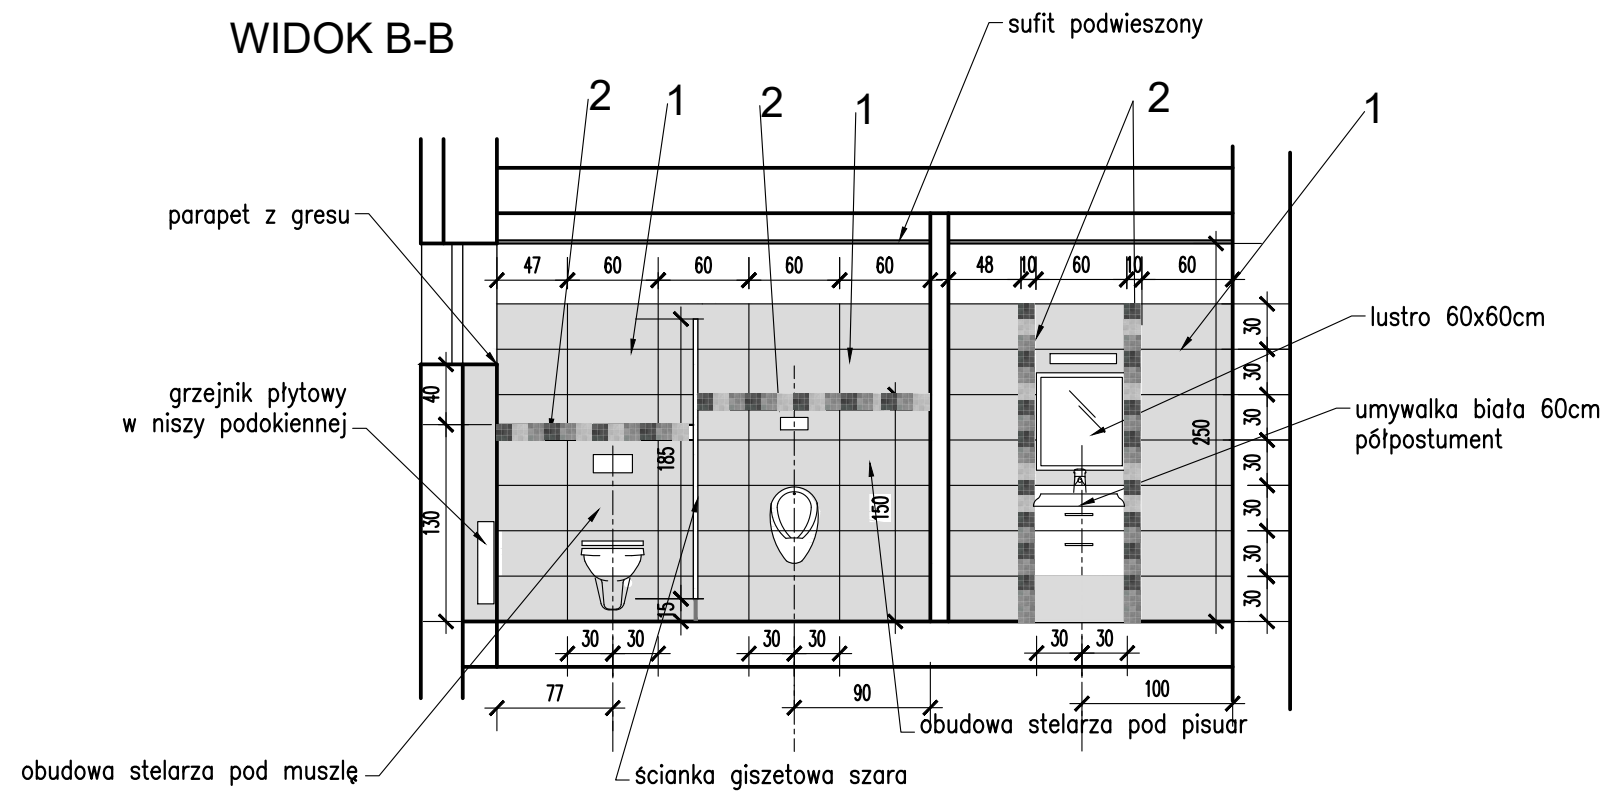 WIDOK B-B
sufit podwieszony
2 1 2 1 2 1
parapet z gresu
47 60 60 60 60 48 10 60 10 60
lustro 60x60cm
grzejnik płytowy
w niszy podokiennej
umywalka biała 60cm
półpostument
40
130
185
15
150
250
30
30
30
30
30
30
30
30 30 30 30 30 30
77 90 100
obudowa stelarza pod pisuar
obudowa stelarza pod muszlę
ścianka giszetowa szara